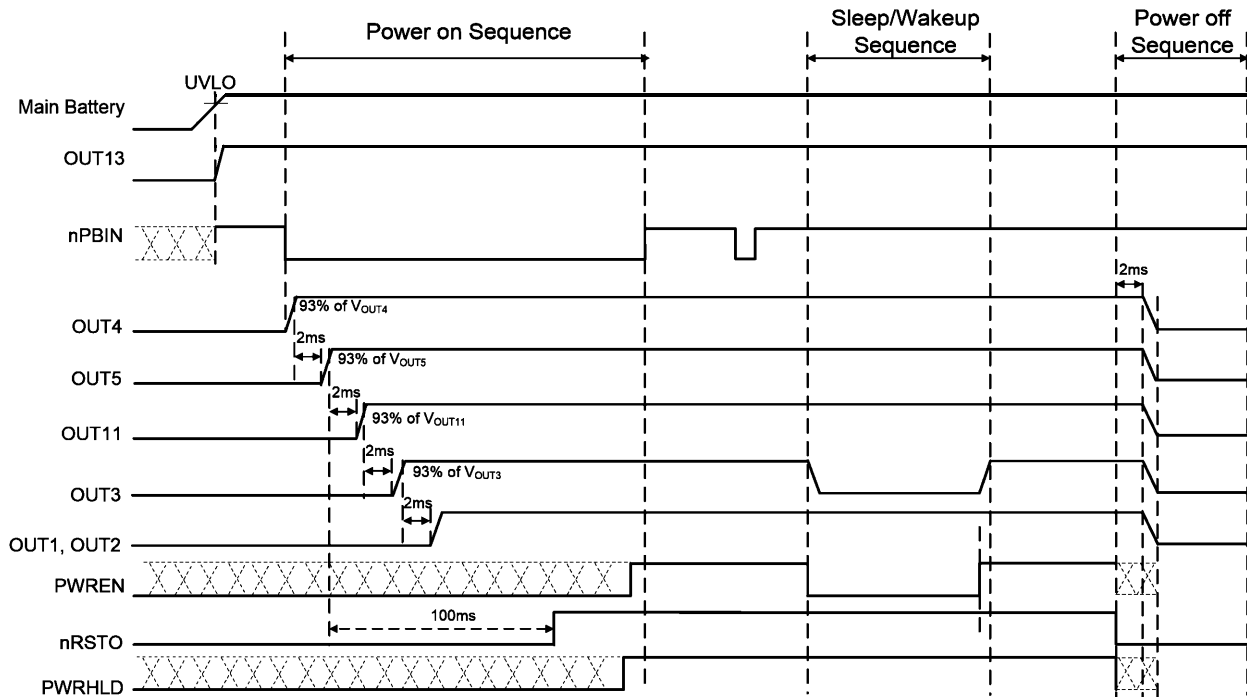 Power on Sequence
Sleep/Wakeup
Sequence
Power off
Sequence
UVLO
Main Battery
OUT13
nPBIN
2ms
93% of VOUT4
OUT4
2ms
93% of VOUT5
OUT5
2ms
93% of VOUT11
OUT11
2ms
93% of VOUT3
OUT3
2ms
OUT1, OUT2
PWREN
100ms
nRSTO
PWRHLD